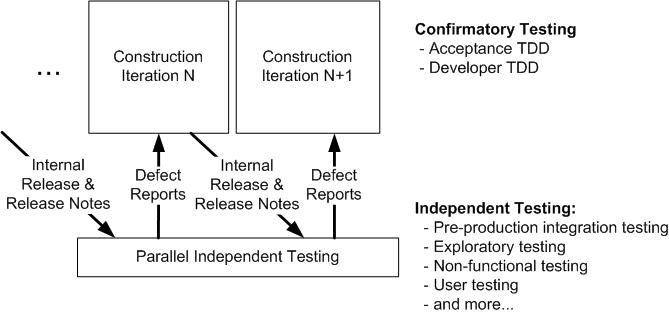 Construction
Iteration N
Construction
Iteration N+1
...
Internal
Release &
Release Notes
Defect
Reports
Internal
Release &
Release Notes
Defect
Reports
Parallel Independent Testing
Confirmatory Testing
- Acceptance TDD
- Developer TDD
Independent Testing:
- Pre-production integration testing
- Exploratory testing
- Non-functional testing
- User testing
- and more...